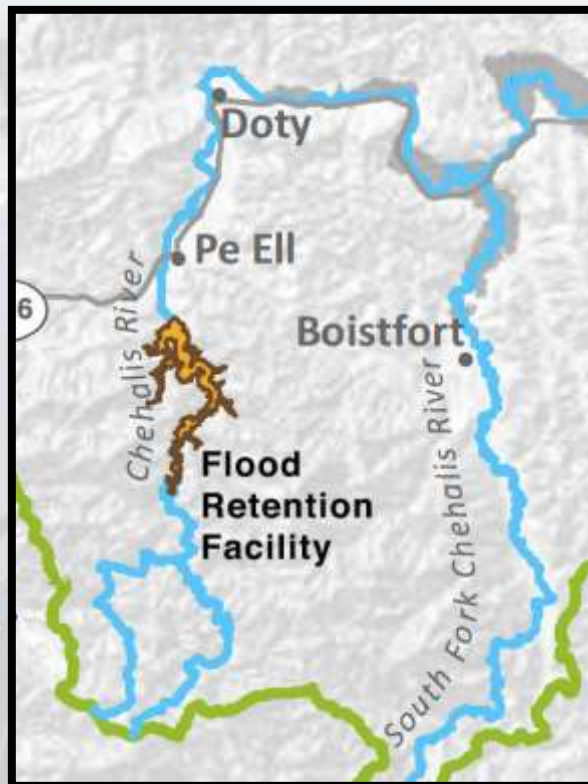 Doty
Pe Ell
Chehalis River
6
Boistfort
Flood
Retention
Facility
South Fork Chehalis River